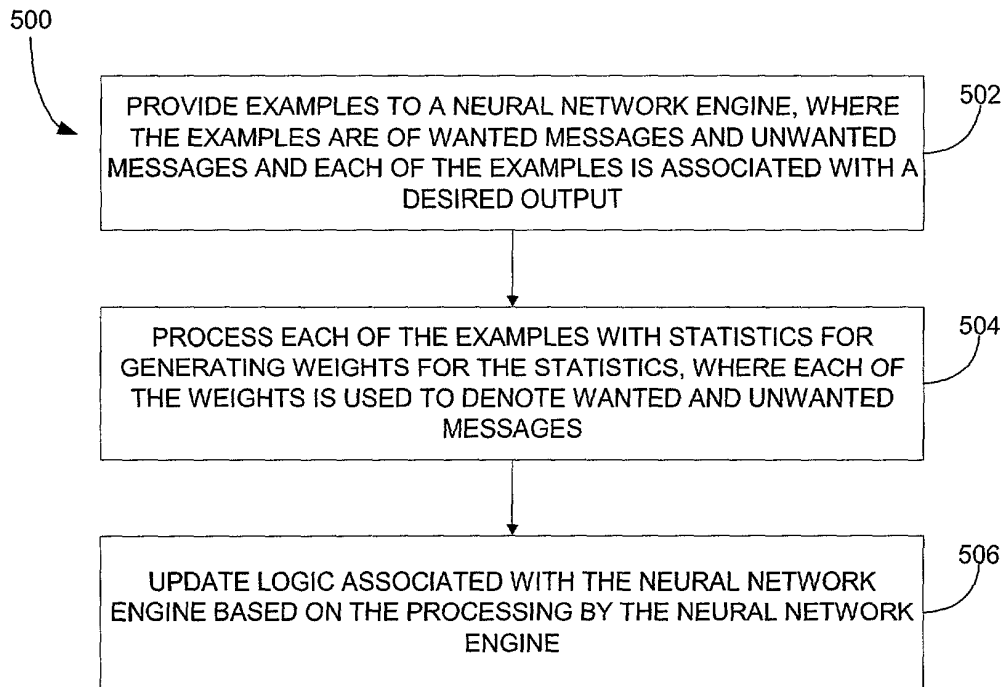 500
PROVIDE EXAMPLES TO A NEURAL NETWORK ENGINE, WHERE
THE EXAMPLES ARE OF WANTED MESSAGES AND UNWANTED
MESSAGES AND EACH OF THE EXAMPLES IS ASSOCIATED WITH A
DESIRED OUTPUT
502
PROCESS EACH OF THE EXAMPLES WITH STATISTICS FOR
GENERATING WEIGHTS FOR THE STATISTICS, WHERE EACH OF
THE WEIGHTS IS USED TO DENOTE WANTED AND UNWANTED
MESSAGES
504
UPDATE LOGIC ASSOCIATED WITH THE NEURAL NETWORK
ENGINE BASED ON THE PROCESSING BY THE NEURAL NETWORK
ENGINE
506